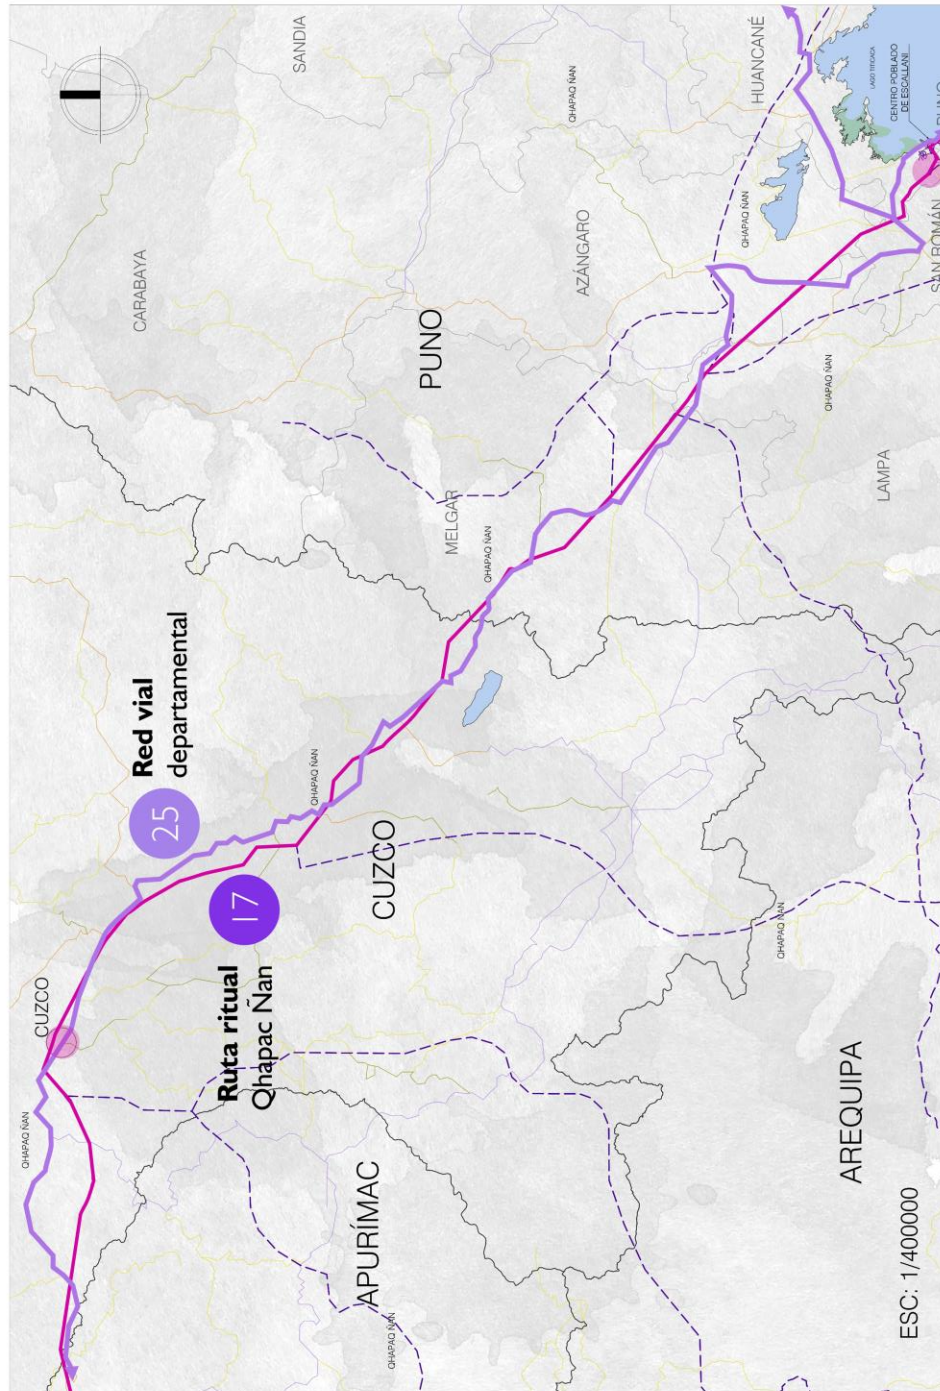 QHAPAQ ÑAN
CUZCO
Red vial
departamental
25
CARABAYA
Ruta ritual
Qhapac Ñan
17
SANDIA
QHAPAQ ÑAN
APURÍMAC
CUZCO
QHAPAQ ÑAN
PUNO
MELGAR
QHAPAQ ÑAN
QHAPAQ ÑAN
AZÁNGARO
QHAPAQ ÑAN
HUANCANÉ
QHAPAQ ÑAN
QHAPAQ ÑAN
AREQUIPA
LAGO TITICACA
LAMPA
CENTRO POBLADO
DE ESCALLANI
ESC: 1/400000
SAN ROMÁN